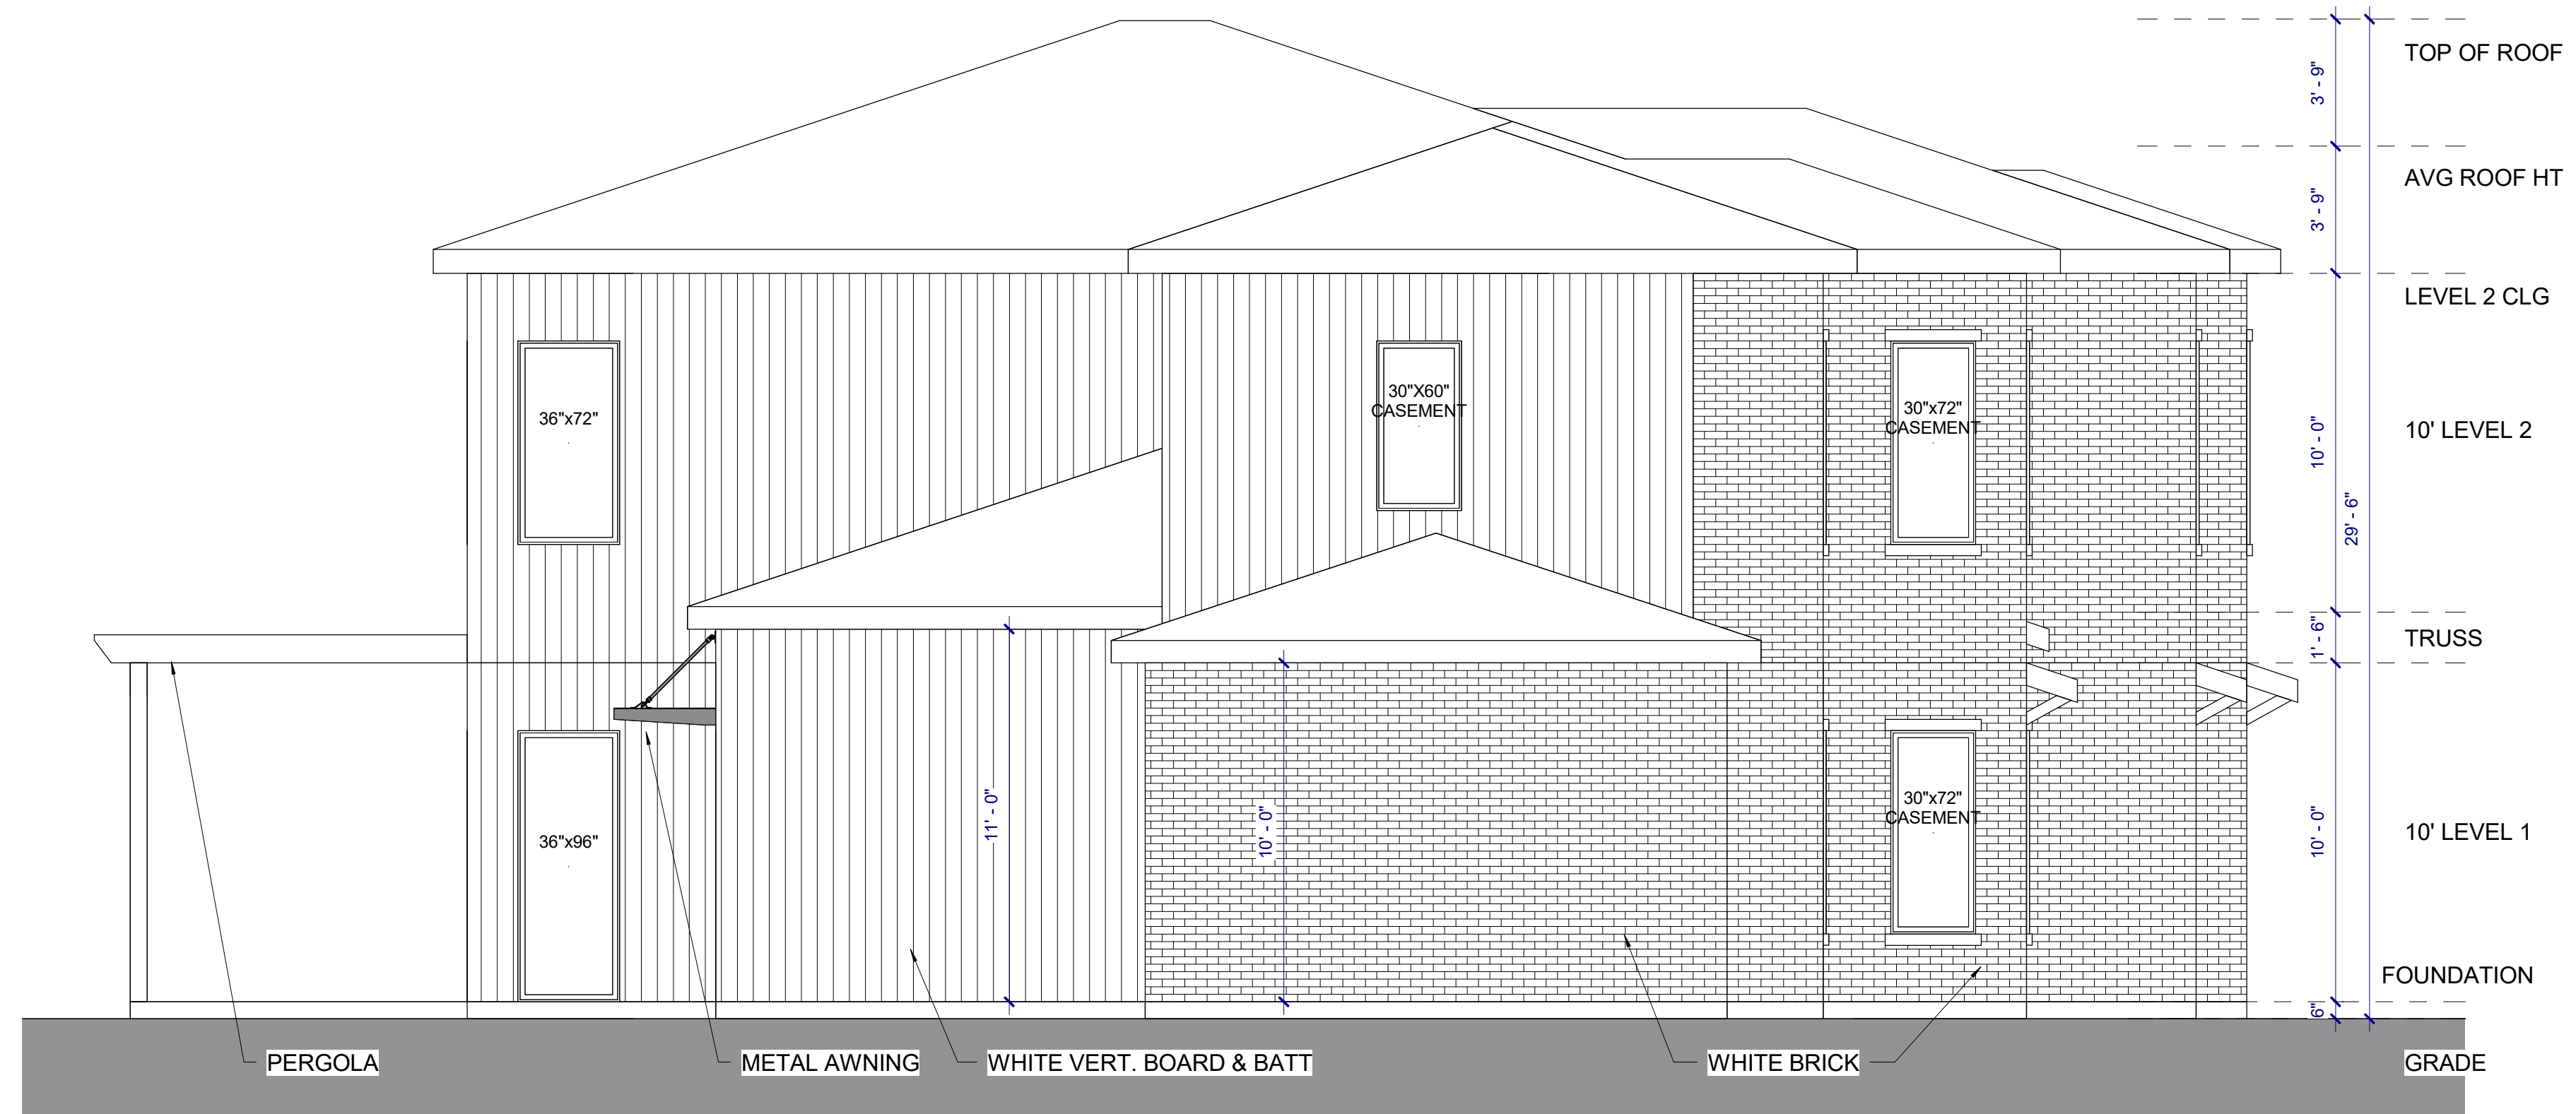 TOP OF ROOF
3' - 9"
AVG ROOF HT
3' - 9"
LEVEL 2 CLG
36"x72"
30"X60"
CASEMENT
30"x72"
CASEMENT
10' - 0"
10' LEVEL 2
29' - 6"
1' - 6"
TRUSS
36"x96"
11' - 0"
10' - 0"
30"x72"
CASEMENT
10' - 0"
10' LEVEL 1
FOUNDATION
6"
PERGOLA
METAL AWNING
WHITE VERT. BOARD & BATT
WHITE BRICK
GRADE